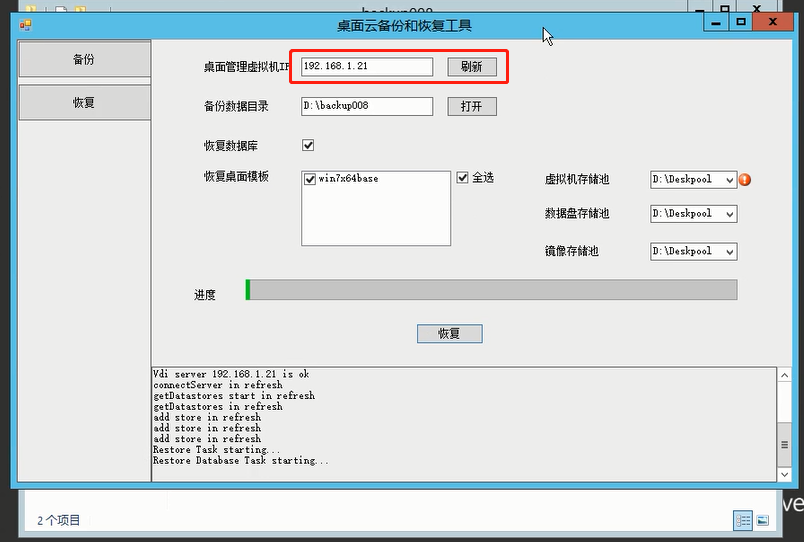 backup008
桌面云备份和恢复工具
备份
恢复
桌面管理虚拟机IP
192.168.1.21
刷新
备份数据目录
D:\backup008
打开
恢复数据库
恢复桌面模板
win7x64base
全选
虚拟机存储池
D:\Deskpool
数据盘存储池
D:\Deskpool
镜像存储池
D:\Deskpool
进度
恢复
Vdi server 192.168.1.21 is ok
connectServer in refresh
getDatastores start in refresh
getDatastores in refresh
add store in refresh
add store in refresh
add store in refresh
Restore Task starting...
Restore Database Task starting...
2 个项目
ve